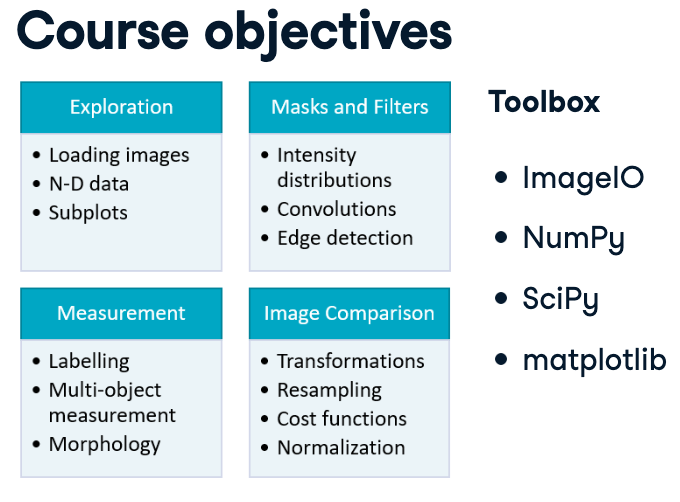 Course objectives
Exploration
• Loading images
• N-D data
• Subplots
Masks and Filters
• Intensity
distributions
• Convolutions
• Edge detection
Measurement
• Labelling
• Multi-object
measurement
• Morphology
Image Comparison
• Transformations
• Resampling
• Cost functions
• Normalization
Toolbox
• ImageIO
• NumPy
• SciPy
• matplotlib